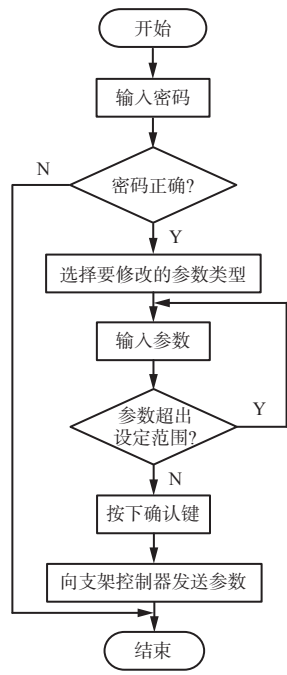 开始
输入密码
N
密码正确?
Y
选择要修改的参数类型
输入参数
参数超出
设定范围?
Y
N
按下确认键
向支架控制器发送参数
结束